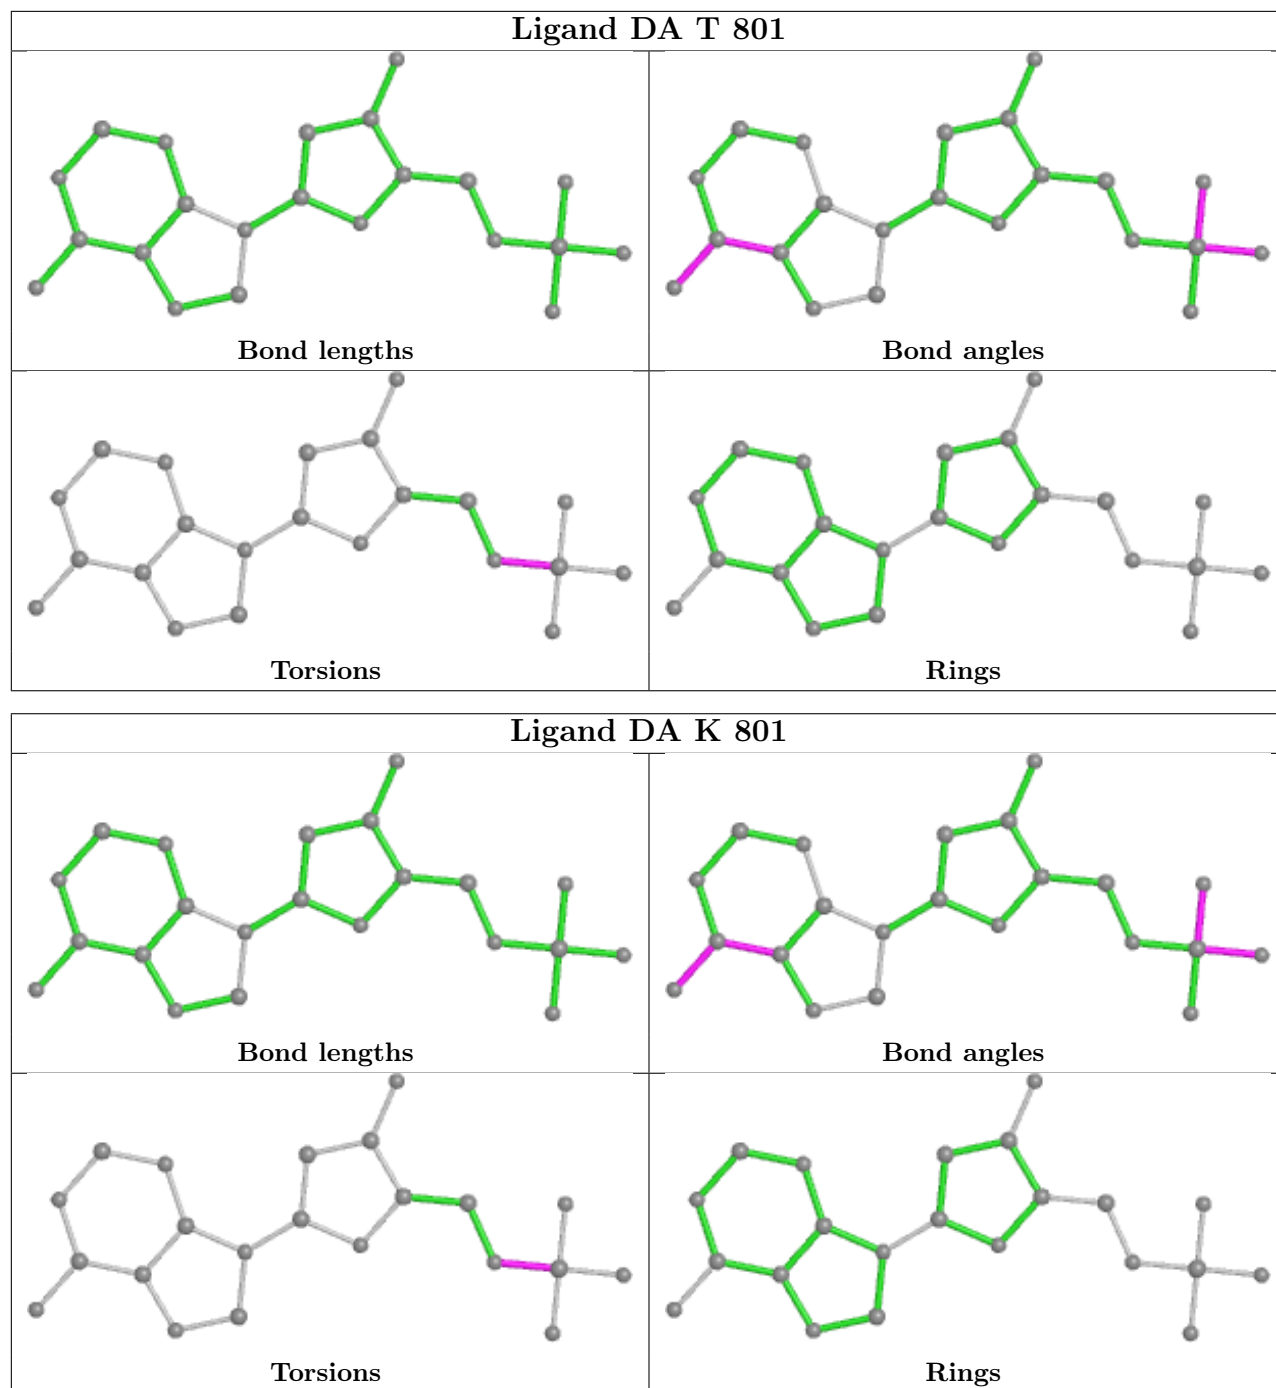 Ligand DA T 801
Bond lengths
Bond angles
Torsions
Rings
Ligand DA K 801
Bond lengths
Bond angles
Torsions
Rings